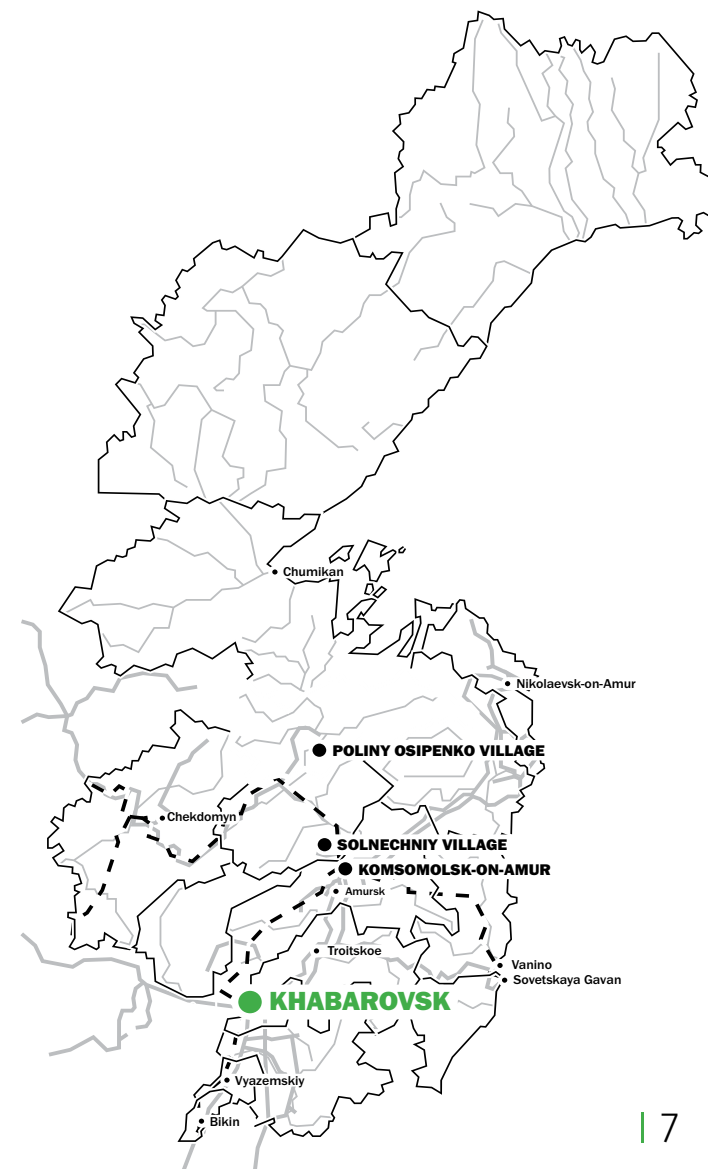 Chumikan
Nikolaevsk-on-Amur
POLINY OSIPENKO VILLAGE
Chekdomyn
SOLNECHNIY VILLAGE
KOMSOMOLSK-ON-AMUR
Amursk
Troitskoe
Vanino
Sovetskaya Gavan
KHABAROVSK
Vyazemskiy
Bikin
7